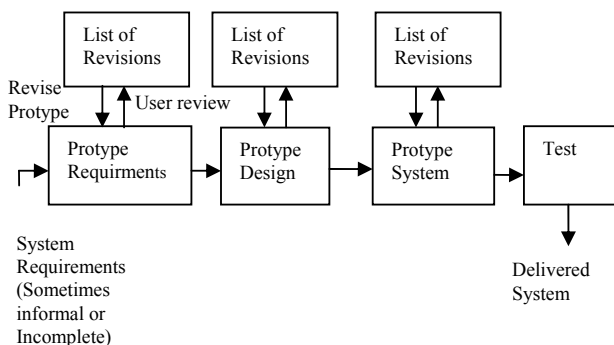 List of
Revisions
List of
Revisions
List of
Revisions
Revise
Protype
User review
Protype
Requirments
Protype
Design
Protype
System
Test
System
Requirements
(Sometimes
informal or
Incomplete)
Delivered
System